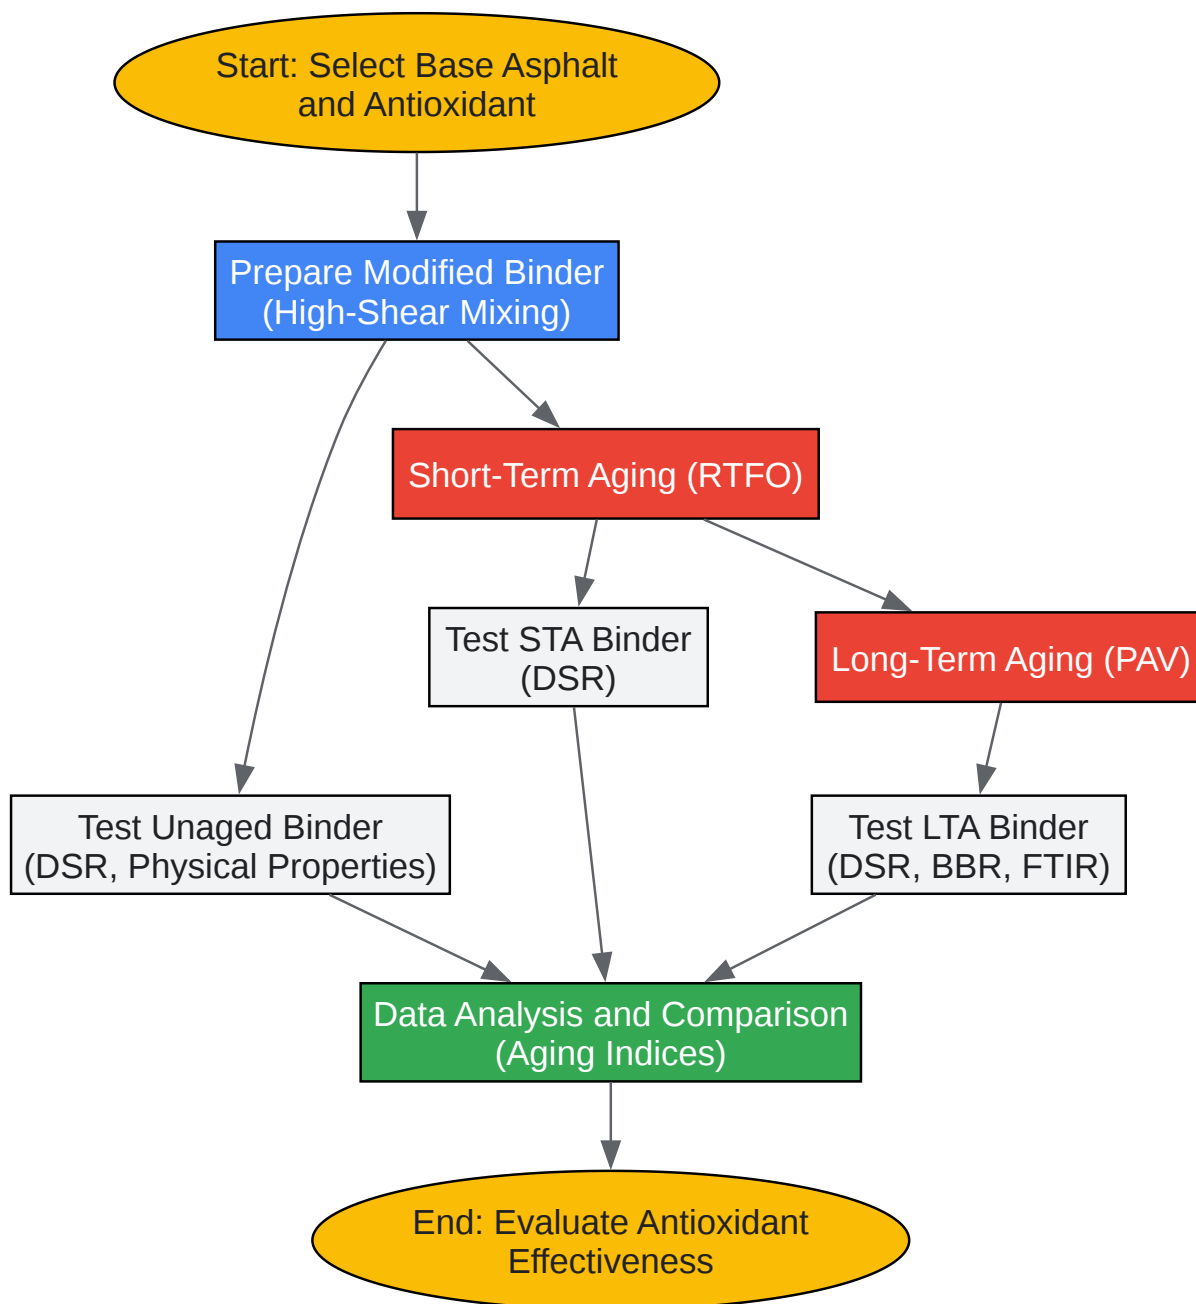 Start: Select Base Asphalt
and Antioxidant
Prepare Modified Binder
(High-Shear Mixing)
Short-Term Aging (RTFO)
Test STA Binder
(DSR)
Long-Term Aging (PAV)
Test Unaged Binder
(DSR, Physical Properties)
Test LTA Binder
(DSR, BBR, FTIR)
Data Analysis and Comparison
(Aging Indices)
End: Evaluate Antioxidant
Effectiveness